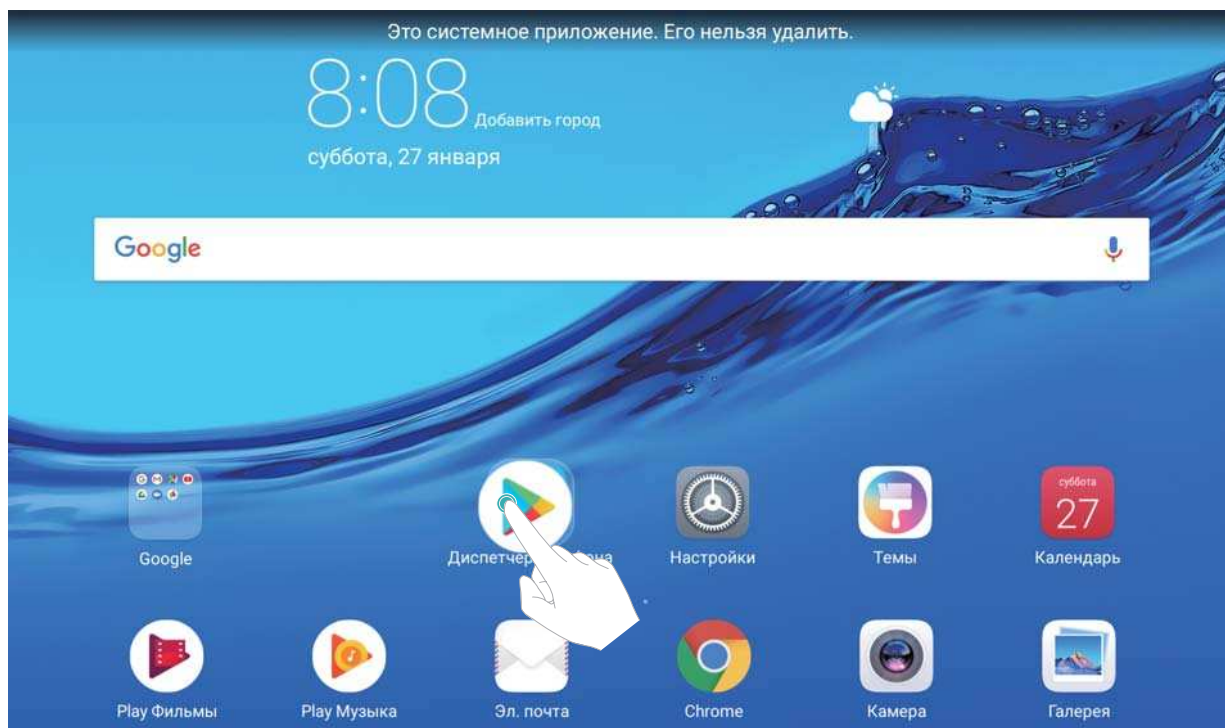 Это системное приложение. Его нельзя удалить.
8:08
Добавить город
суббота, 27 января
Google
Google
Настройки
Темы
суббота
27
Календарь
Play Фильмы
Play Музыка
Эл. почта
Chrome
Камера
Галерея